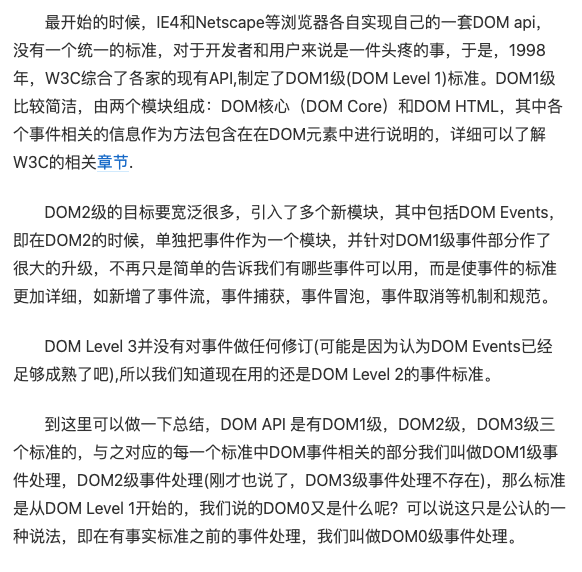 最开始的时候，IE4和Netscape等浏览器各自实现自己的一套DOM api，
没有一个统一的标准，对于开发者和用户来说是一件头疼的事，于是，1998
年，W3C综合了各家的现有API,制定了DOM1级(DOM Level 1)标准。DOM1级
比较简洁，由两个模块组成：DOM核心（DOM Core）和DOM HTML，其中各
个事件相关的信息作为方法包含在在DOM元素中进行说明的，详细可以了解
W3C的相关章节.
DOM2级的目标要宽泛很多，引入了多个新模块，其中包括DOM Events，
即在DOM2的时候，单独把事件作为一个模块，并针对DOM1级事件部分作了
很大的升级，不再只是简单的告诉我们有哪些事件可以用，而是使事件的标准
更加详细，如新增了事件流，事件捕获，事件冒泡，事件取消等机制和规范。
DOM Level 3并没有对事件做任何修订(可能是因为认为DOM Events已经
足够成熟了吧),所以我们知道现在用的还是DOM Level 2的事件标准。
到这里可以做一下总结，DOM API 是有DOM1级，DOM2级，DOM3级三
个标准的，与之对应的每一个标准中DOM事件相关的部分我们叫做DOM1级事
件处理，DOM2级事件处理(刚才也说了，DOM3级事件处理不存在)，那么标准
是从DOM Level 1开始的，我们说的DOM0又是什么呢？可以说这只是公认的一
种说法，即在有事实标准之前的事件处理，我们叫做DOM0级事件处理。